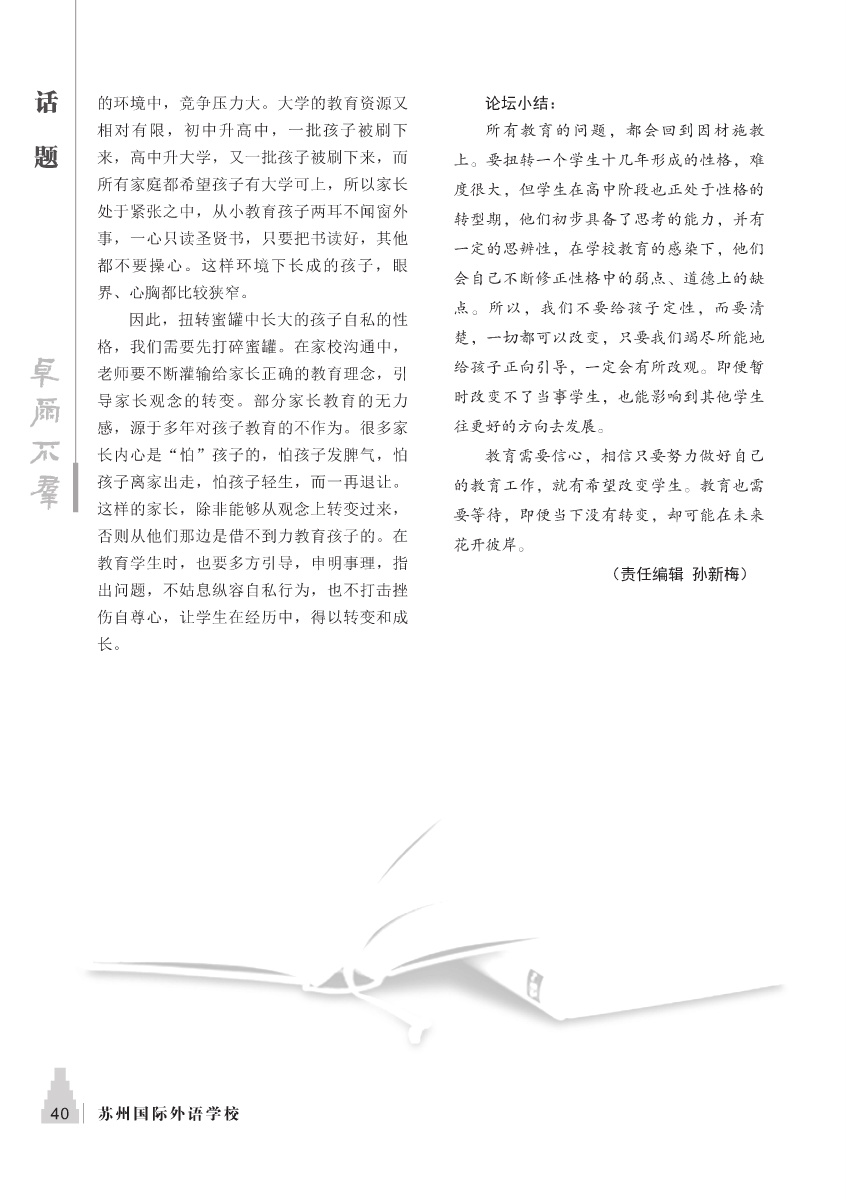 话
题
卓尔不群
的环境中，竞争压力大。大学的教育资源又
相对有限，初中升高中，一批孩子被刷下
来，高中升大学，又一批孩子被刷下来，而
所有家庭都希望孩子有大学可上，所以家长
处于紧张之中，从小教育孩子两耳不闻窗外
事，一心只读圣贤书，只要把书读好，其他
都不要操心。这样环境下长成的孩子，眼
界、心胸都比较狭窄。
因此，扭转蜜罐中长大的孩子自私的性
格，我们需要先打碎蜜罐。在家校沟通中，
老师要不断灌输给家长正确的教育理念，引
导家长观念的转变。部分家长教育的无力
感，源于多年对孩子教育的不作为。很多家
长内心是“怕”孩子的，怕孩子发脾气，怕
孩子离家出走，怕孩子轻生，而一再退让。
这样的家长，除非能够从观念上转变过来，
否则从他们那边是借不到力教育孩子的。在
教育学生时，也要多方引导，申明事理，指
出问题，不姑息纵容自私行为，也不打击挫
伤自尊心，让学生在经历中，得以转变和成
长。
论坛小结：
所有教育的问题，都会回到因材施教
上。要扭转一个学生十几年形成的性格，难
度很大，但学生在高中阶段也正处于性格的
转型期，他们初步具备了思考的能力，并有
一定的思辨性，在学校教育的感染下，他们
会自己不断修正性格中的弱点、道德上的缺
点。所以，我们不要给孩子定性，而要清
楚，一切都可以改变，只要我们竭尽所能地
给孩子正向引导，一定会有所改观。即便暂
时改变不了当事学生，也能影响到其他学生
往更好的方向去发展。
教育需要信心，相信只要努力做好自己
的教育工作，就有希望改变学生。教育也需
要等待，即便当下没有转变，却可能在未来
花开彼岸。
（责任编辑 孙新梅）
40 苏州国际外语学校